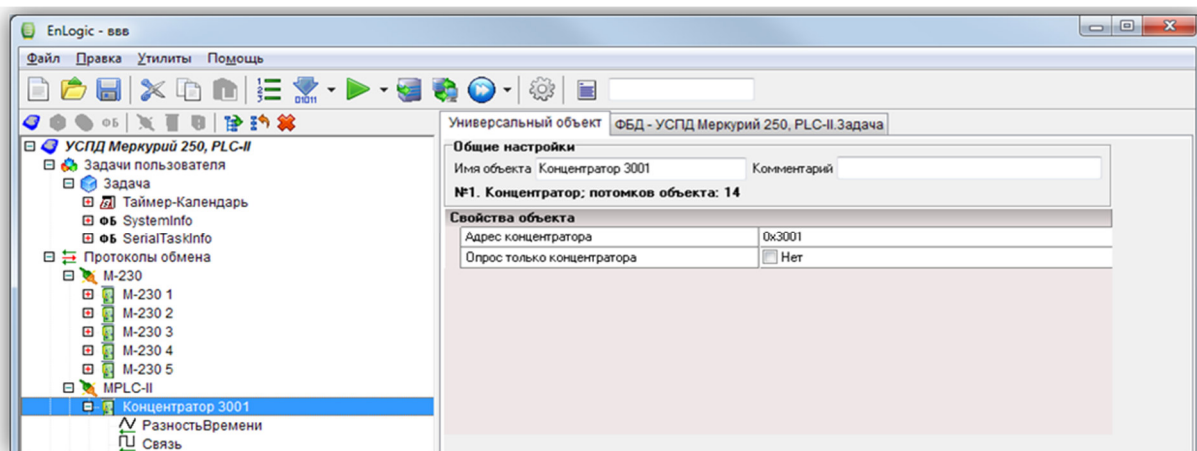 EnLogic - ввв
Файл Правка Утилиты Помощь
УСПД Меркурий 250, PLC-II
Задачи пользователя
Задача
Таймер-Календарь
ФБ SystemInfo
ФБ SerialTaskInfo
Протоколы обмена
М-230
М-230 1
М-230 2
М-230 3
М-230 4
М-230 5
MPLC-II
Концентратор 3001
РазностьВремени
Связь
Универсальный объект ФБД - УСПД Меркурий 250, PLC-II.Задача
Общие настройки
Имя объекта Концентратор 3001 Комментарий
№1. Концентратор; потомков объекта: 14
Свойства объекта
Адрес концентратора 0x3001
Опрос только концентратора Нет